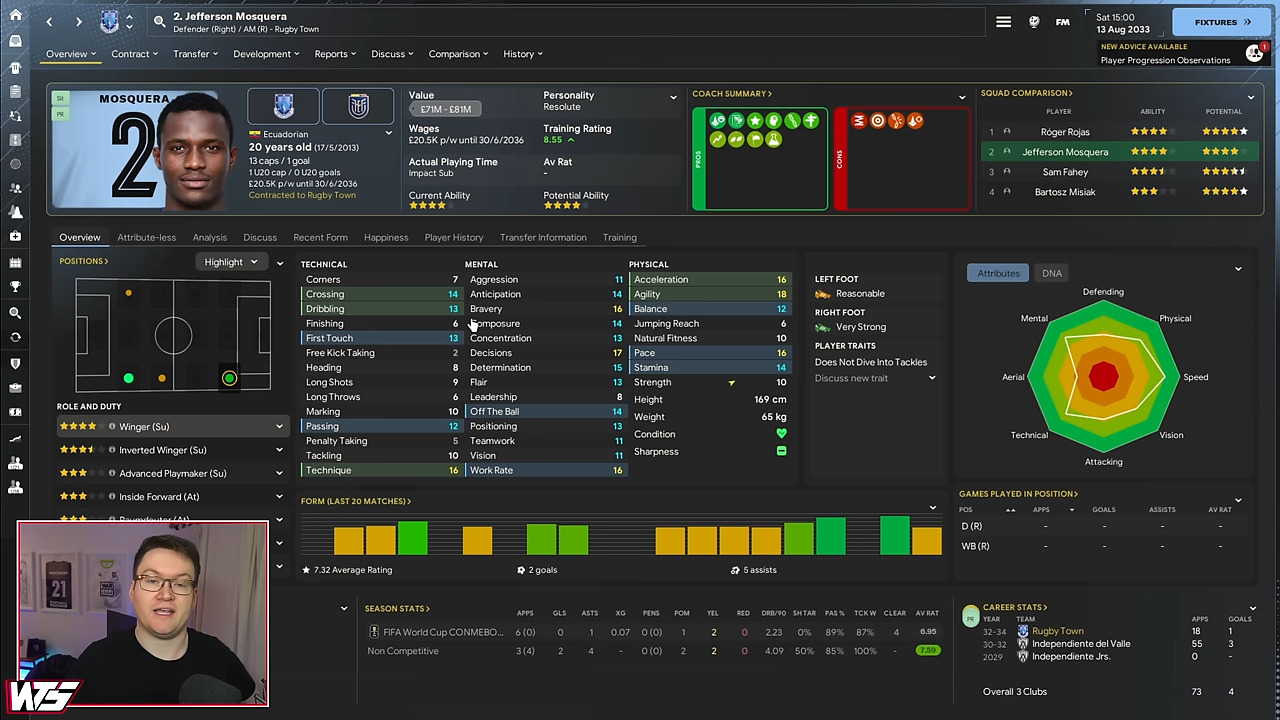 2. Jefferson Mosquera
Defender (Right) / AM (R) - Rugby Town
FM
Sat 15:00
13 Aug 2033
FIXTURES
NEW ADVICE AVAILABLE
Player Progression Observations
1
Overview
Contract
Transfer
Development
Reports
Discuss
Comparison
History
Slt
PR
MOSQUERA
2
Ecuadorian
20 years old (17/5/2013)
13 caps / 1 goal
1 U20 cap / 0 U20 goals
£20.5K p/w until 30/6/2036
Contracted to Rugby Town
Value
£71M - £81M
Wages
£20.5K p/w until 30/6/2036
Actual Playing Time
Impact Sub
Current Ability
Personality
Resolute
Training Rating
8.55
Av Rat
-
Potential Ability
COACH SUMMARY >
PROS
CONS
SQUAD COMPARISON >
PLAYER ABILITY POTENTIAL
1 Róger Rojas
2 Jefferson Mosquera
3 Sam Fahey
4 Bartosz Misiak
Overview
Attribute-less
Analysis
Discuss
Recent Form
Happiness
Player History
Transfer Information
Training
POSITIONS >
Highlight
ROLE AND DUTY
Winger (Su)
Inverted Winger (Su)
Advanced Playmaker (Su)
Inside Forward (At)
Raumdeuter (At)
TECHNICAL
Corners 7
Crossing 14
Dribbling 13
Finishing 6
First Touch 13
Free Kick Taking 2
Heading 8
Long Shots 9
Long Throws 6
Marking 10
Passing 12
Penalty Taking 5
Tackling 10
Technique 16
MENTAL
Aggression 11
Anticipation 14
Bravery 16
omposure 14
Concentration 13
Decisions 17
Determination 15
Flair 13
Leadership 8
Off The Ball 14
Positioning 13
Teamwork 11
Vision 11
Work Rate 16
PHYSICAL
Acceleration 16
Agility 18
Balance 12
Jumping Reach 6
Natural Fitness 10
Pace 16
Stamina 14
Strength 10
Height 169 cm
Weight 65 kg
Condition
Sharpness
LEFT FOOT
Reasonable
RIGHT FOOT
Very Strong
PLAYER TRAITS
Does Not Dive Into Tackles
Discuss new trait
Attributes
DNA
Defending
Physical
Speed
Vision
Attacking
Technical
Aerial
Mental
FORM (LAST 20 MATCHES) >
7.32 Average Rating
2 goals
5 assists
GAMES PLAYED IN POSITION >
POS APPS GOALS ASSISTS AV RAT
D (R) - - - -
WB (R) - - - -
SEASON STATS >
APPS GLS ASTS XG PENS POM YEL RED DRB/90 SH TAR PAS % TCK W CLEAR AV RAT
FIFA World Cup CONMEBO... 6 (0) 0 1 0.07 0 (0) 1 2 0 2.23 0% 89% 87% 4 6.95
Non Competitive 3 (4) 2 4 - 0 (0) 2 2 0 4.09 50% 85% 100% - 7.59
PR
CAREER STATS >
YEAR TEAM APPS GOALS
32-34 Rugby Town 18 1
30-32 Independiente del Valle 55 3
2029 Independiente Jrs. 0 -
Overall 3 Clubs 73 4
21
WTS